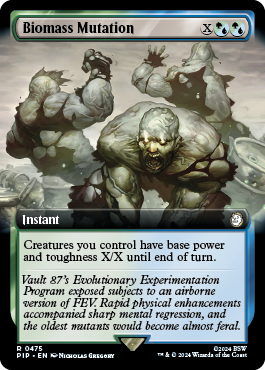 Biomass Mutation X
Instant
Creatures you control have base power
and toughness X/X until end of turn.
Vault 87's Evolutionary Experimentation
Program exposed subjects to an airborne
version of FEV. Rapid physical enhancements
accompanied sharp mental regression, and
the oldest mutants would become almost feral.
R 0475 ©2024 BSW
PIP • EN Nicholas Gregory ™ & © 2024 Wizards of the Coast